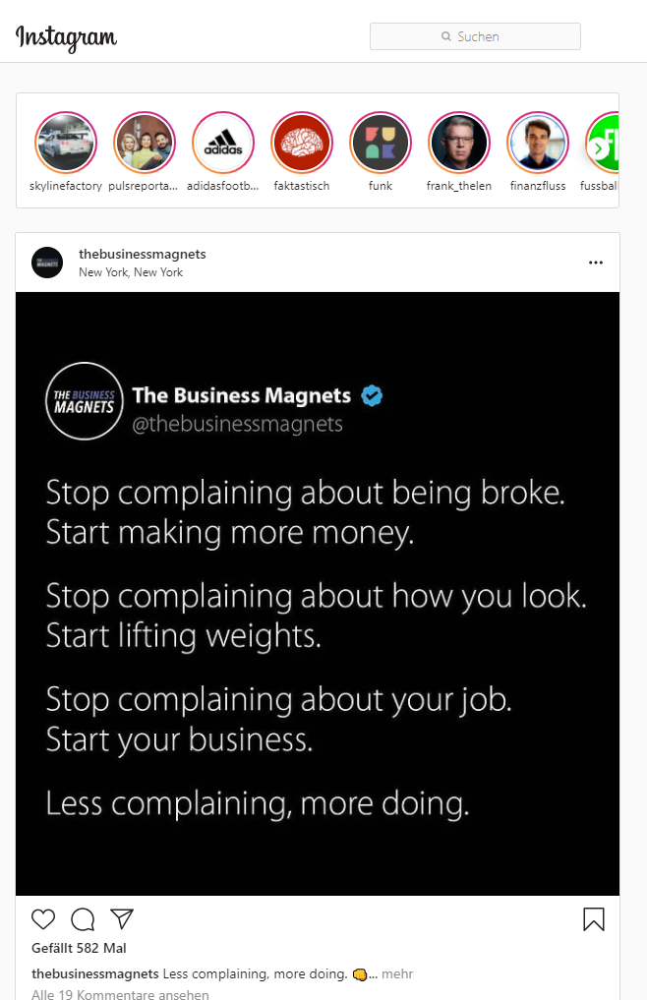 Instagram
Suchen
adidas
FU
skylinefactory pulsreporta... adidasfootb... faktastisch funk frank_thelen finanzfluss fussball
thebusinessmagnets
New York, New York
THE BUSINESS
MAGNETS
The Business Magnets
@thebusinessmagnets
Stop complaining about being broke.
Start making more money.
Stop complaining about how you look.
Start lifting weights.
Stop complaining about your job.
Start your business.
Less complaining, more doing.
Gefällt 582 Mal
thebusinessmagnets Less complaining, more doing. 👊... mehr
Alle 19 Kommentare ansehen